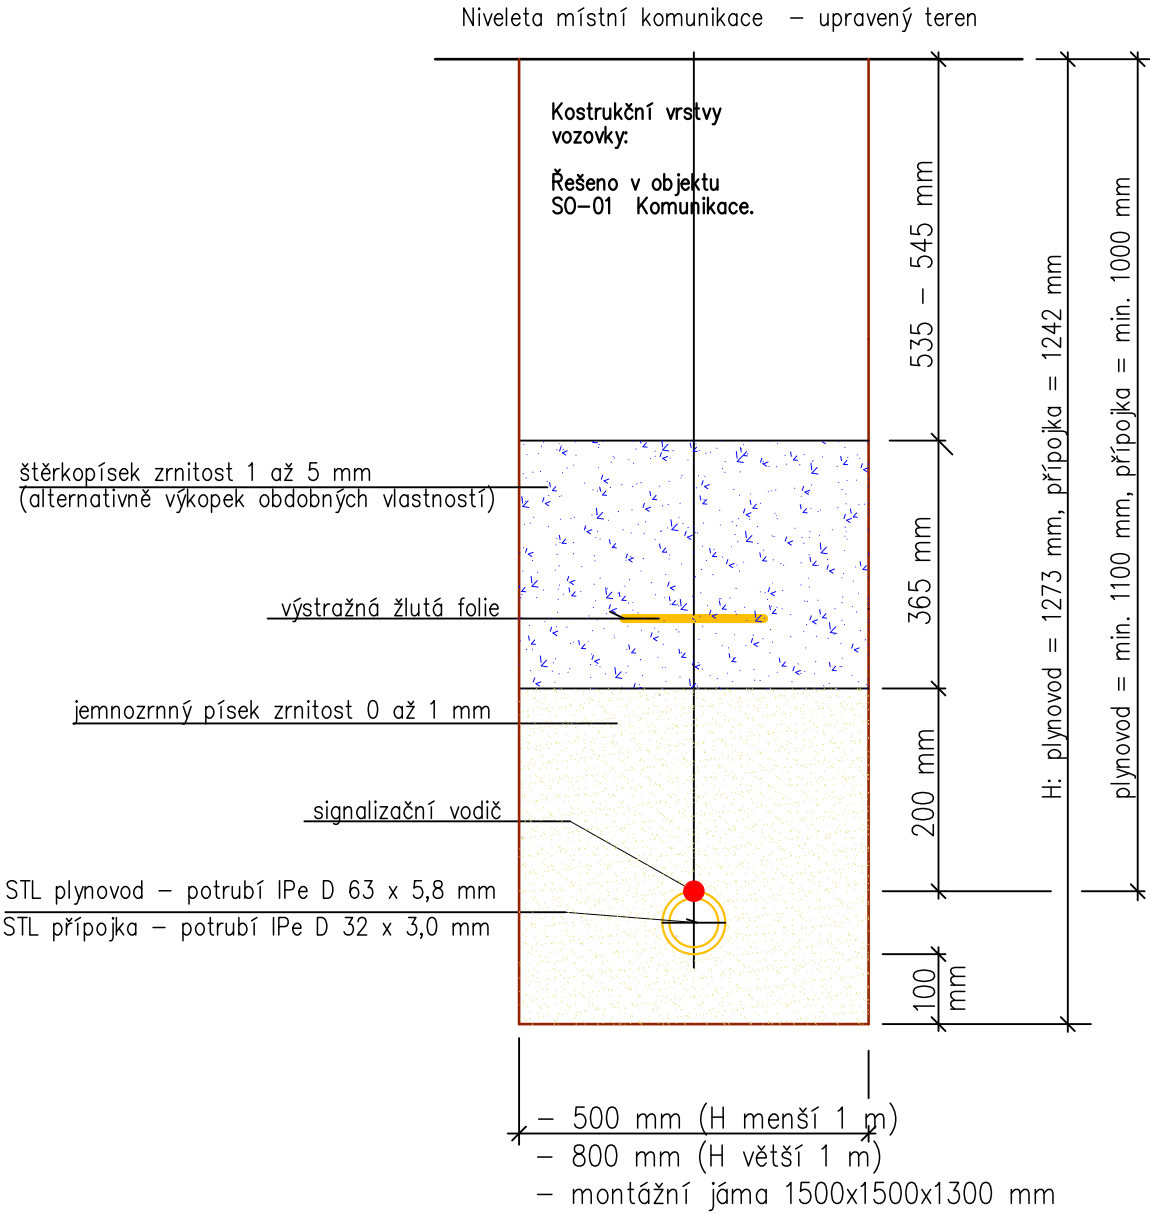 Niveleta místní komunikace – upravený teren
Kostrukční vrstvy
vozovky:
Řešeno v objektu
SO–01 Komunikace.
535 – 545 mm
štěrkopísek zrnitost 1 až 5 mm
(alternativně výkopek obdobných vlastností)
365 mm
výstražná žlutá folie
jemnozrnný písek zrnitost 0 až 1 mm
200 mm
signalizační vodič
STL plynovod – potrubí IPe D 63 x 5,8 mm
STL přípojka – potrubí IPe D 32 x 3,0 mm
100
mm
H: plynovod = 1273 mm, přípojka = 1242 mm
plynovod = min. 1100 mm, přípojka = min. 1000 mm
– 500 mm (H menší 1 m)
– 800 mm (H větší 1 m)
– montážní jáma 1500x1500x1300 mm